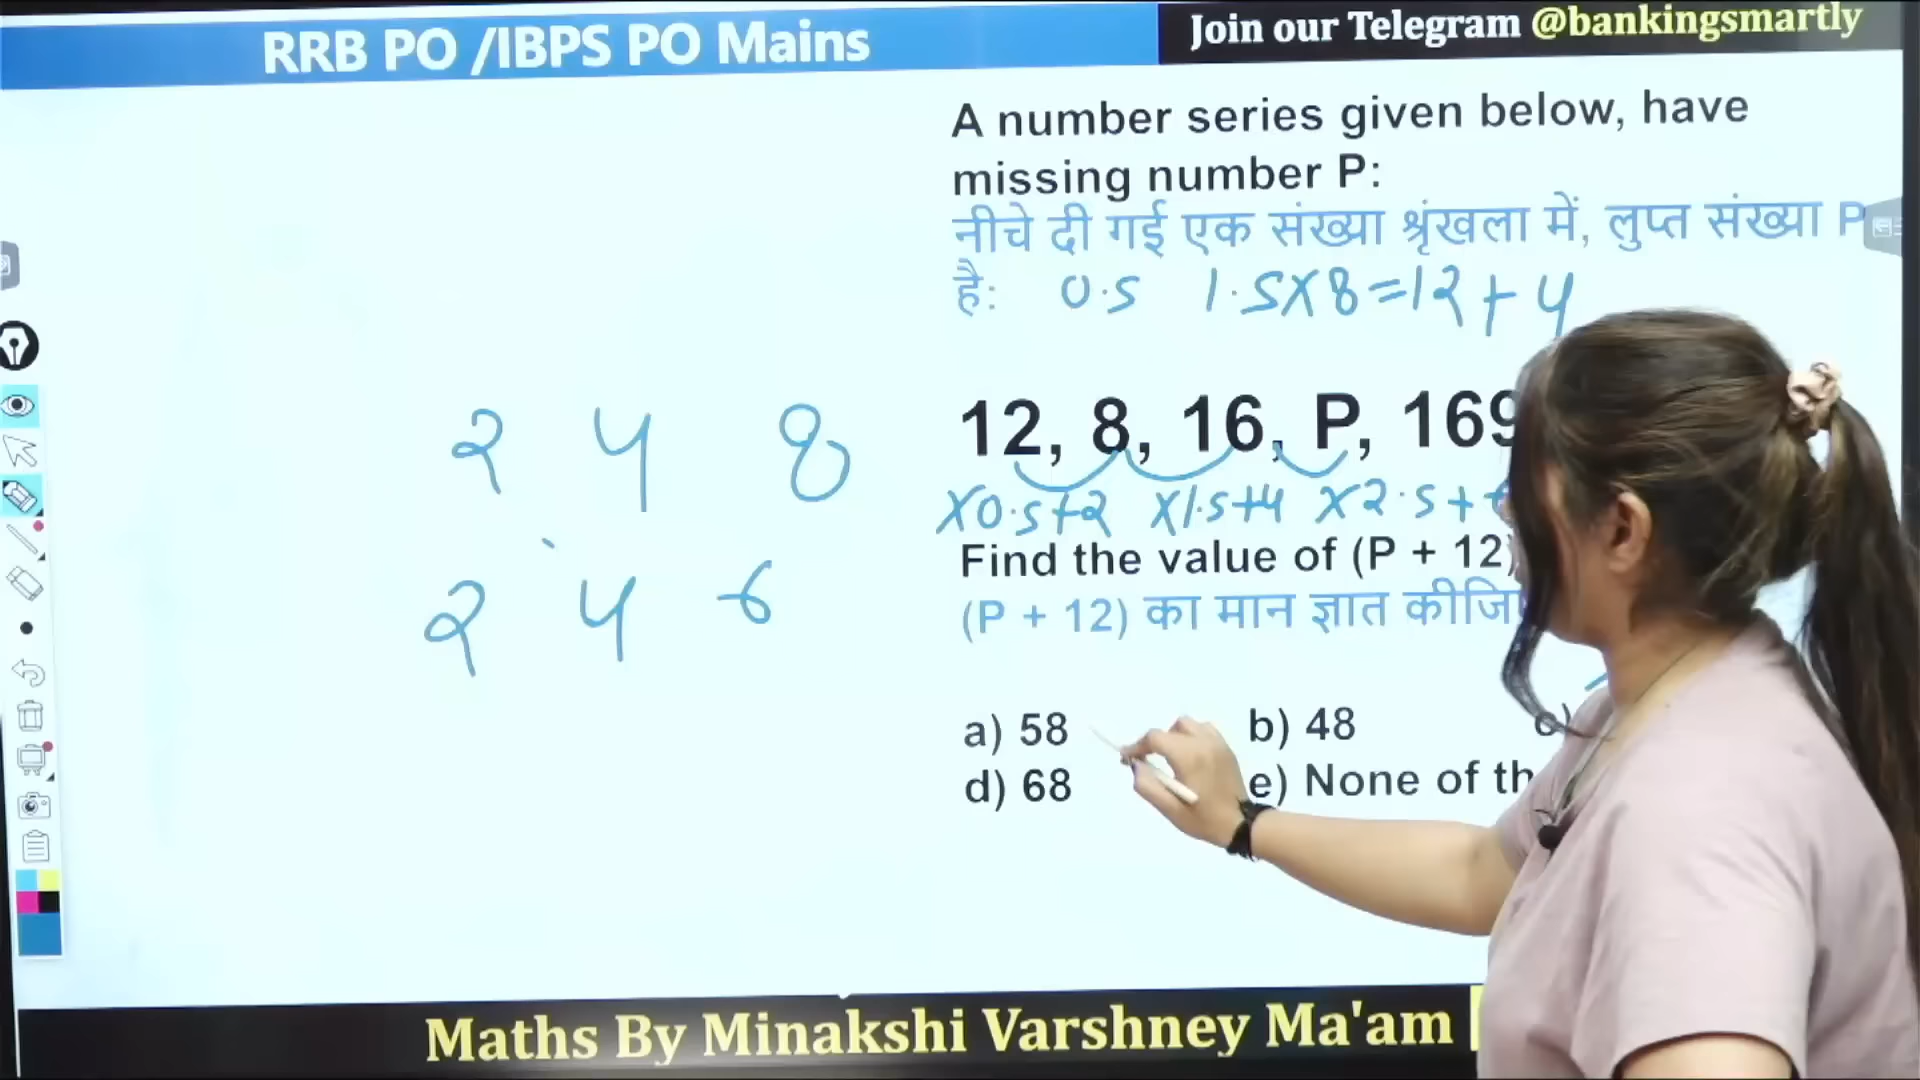 RRB PO /IBPS PO Mains
Join our Telegram @bankingsmartly
A number series given below, have
missing number P:
नीचे दी गई एक संख्या श्रृंखला में, लुप्त संख्या P
है:
0.5 1.5x8=12+4
12, 8, 16, P, 169
x0.5+2 x1.5+4 x2.5+
2 4 8
2 4 6
Find the value of (P + 12)
(P + 12) का मान ज्ञात
a) 58 b) 48 c)
d) 68 e) None of
Maths By Minakshi Varshney Ma'am